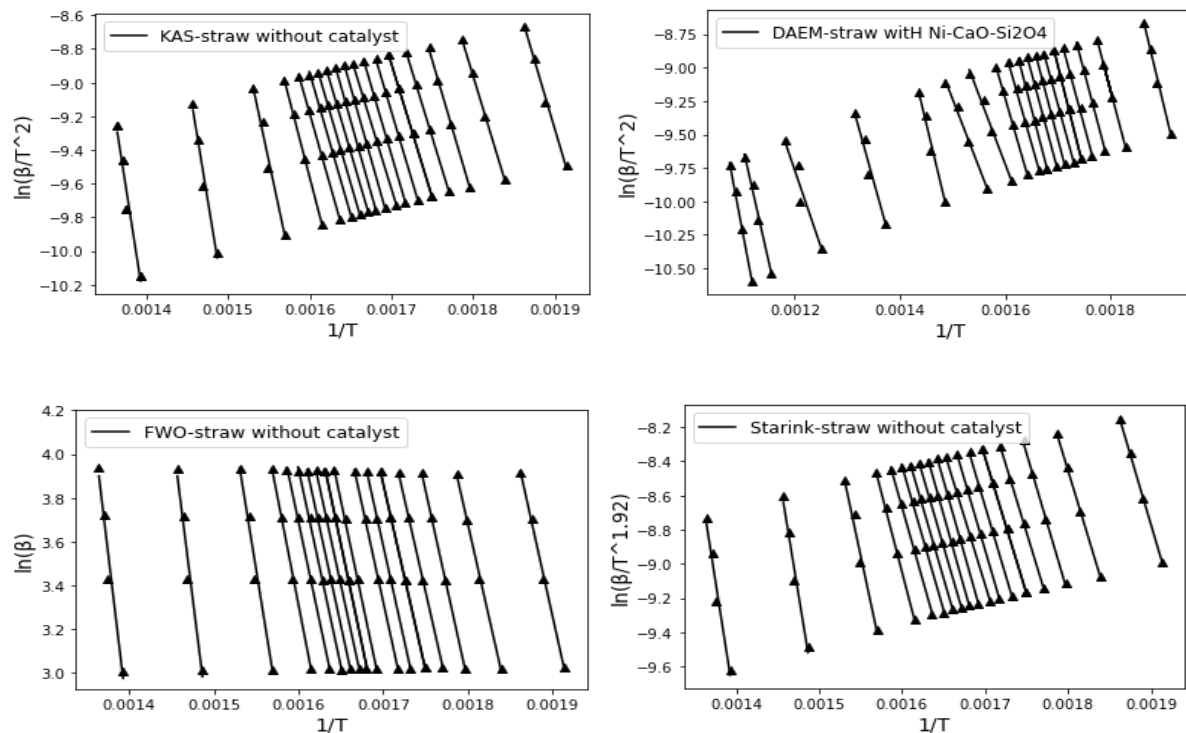 KAS-straw without catalyst
−8.6
−8.8
−9.0
−9.2
−9.4
−9.6
−9.8
−10.0
−10.2
ln(β/T^2)
0.0014 0.0015 0.0016 0.0017 0.0018 0.0019
1/T
DAEM-straw witH Ni-CaO-Si2O4
−8.75
−9.00
−9.25
−9.50
−9.75
−10.00
−10.25
−10.50
ln(β/T^2)
0.0012 0.0014 0.0016 0.0018
1/T
FWO-straw without catalyst
4.2
4.0
3.8
3.6
3.4
3.2
3.0
ln(β)
0.0014 0.0015 0.0016 0.0017 0.0018 0.0019
1/T
Starink-straw without catalyst
−8.2
−8.4
−8.6
−8.8
−9.0
−9.2
−9.4
−9.6
ln(β/T^1.92)
0.0014 0.0015 0.0016 0.0017 0.0018 0.0019
1/T